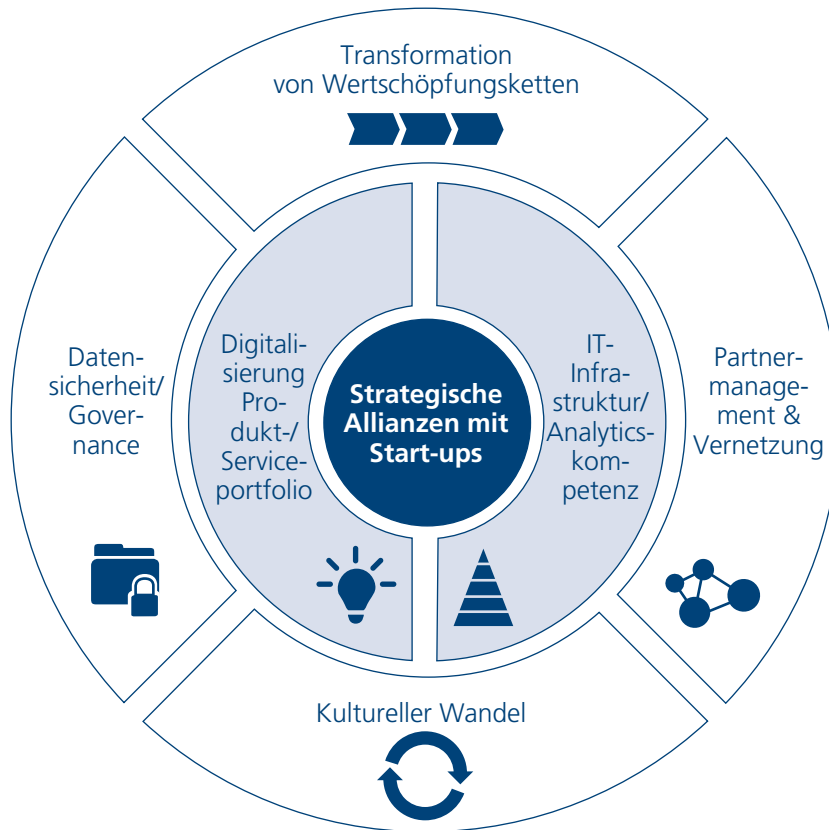 Transformation
von Wertschöpfungsketten
Daten-
sicherheit/
Gover-
nance
Digitali-
sierung
Pro-
dukt-/
Service-
portfolio
Strategische
Allianzen mit
Start-ups
IT-
Infra-
struktur/
Analytics-
kom-
petenz
Partner-
manage-
ment &
Vernetzung
Kultureller Wandel